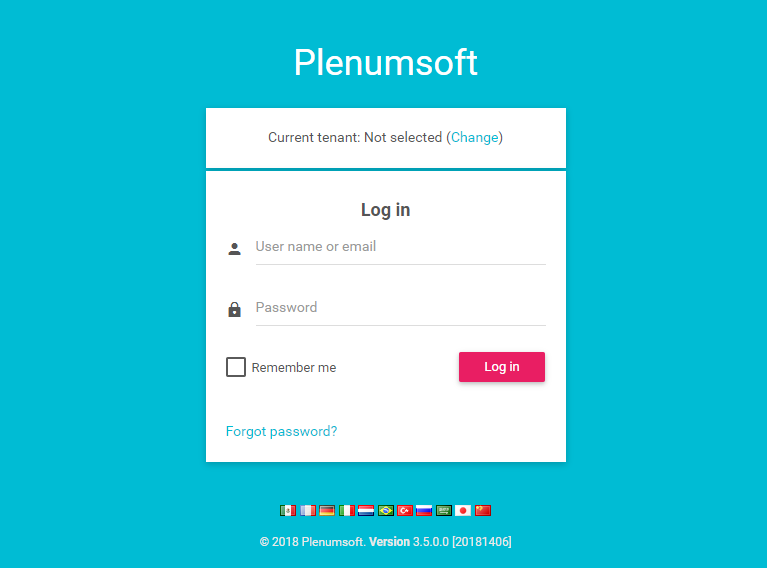 Plenumsoft
Current tenant: Not selected (Change)
Log in
User name or email
Password
Remember me
Log in
Forgot password?
© 2018 Plenumsoft. Version 3.5.0.0 [20181406]